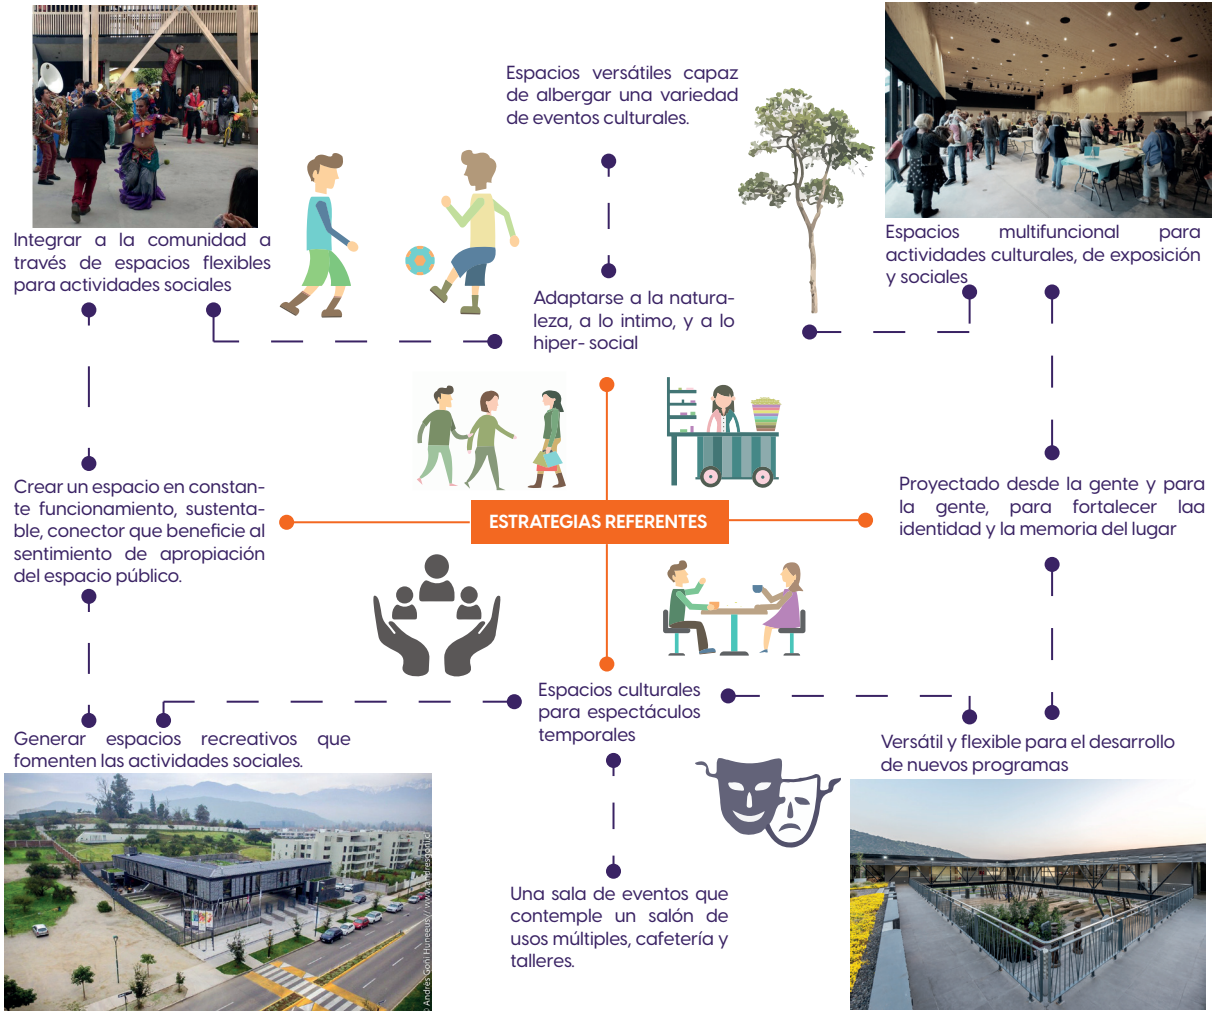 Espacios versátiles capaz
de albergar una variedad
de eventos culturales.
Integrar a la comunidad a
través de espacios flexibles
para actividades sociales
Espacios multifuncional para
actividades culturales, de exposición
y sociales
Adaptarse a la natura-
leza, a lo intimo, y a lo
hiper- social
Crear un espacio en constan-
te funcionamiento, sustenta-
ble, conector que beneficie al
sentimiento de apropiación
del espacio público.
ESTRATEGIAS REFERENTES
Proyectado desde la gente y para
la gente, para fortalecer laa
identidad y la memoria del lugar
Espacios culturales
para espectáculos
temporales
Generar espacios recreativos que
fomenten las actividades sociales.
Versátil y flexible para el desarrollo
de nuevos programas
Una sala de eventos que
contemple un salón de
usos múltiples, cafetería y
talleres.
© Andrés Goñi Huneeus // www.andresgoni.c